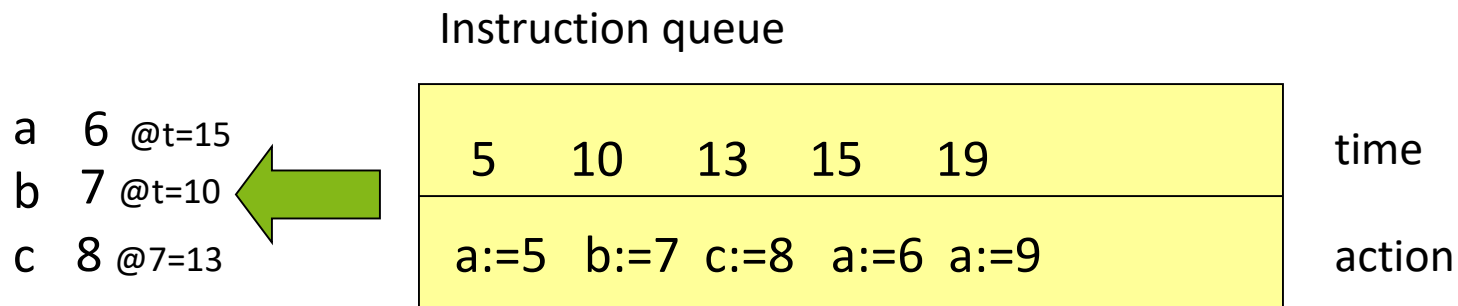 Instruction queue
a 6 @t=15
b 7 @t=10
c 8 @7=13
5 10 13 15 19 time
a:=5 b:=7 c:=8 a:=6 a:=9 action